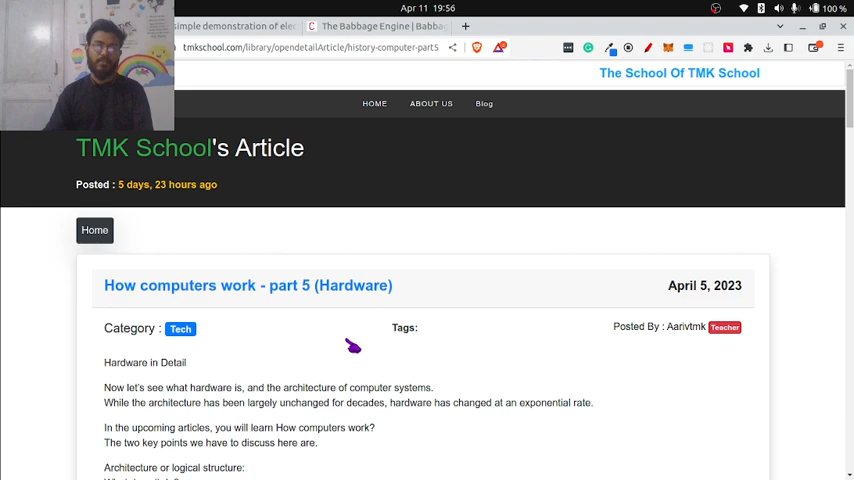 Apr 11 19:56
100 %
simple demonstration of elec
The Babbage Engine | Babbag
tmkschool.com/library/opendetailArticle/history-computer-part5
The School Of TMK School
HOME ABOUT US Blog
TMK School's Article
Posted : 5 days, 23 hours ago
Home
How computers work - part 5 (Hardware)
April 5, 2023
Category : Tech
Tags:
Posted By : Aarivtmk Teacher
Hardware in Detail
Now let's see what hardware is, and the architecture of computer systems.
While the architecture has been largely unchanged for decades, hardware has changed at an exponential rate.
In the upcoming articles, you will learn How computers work?
The two key points we have to discuss here are.
Architecture or logical structure: